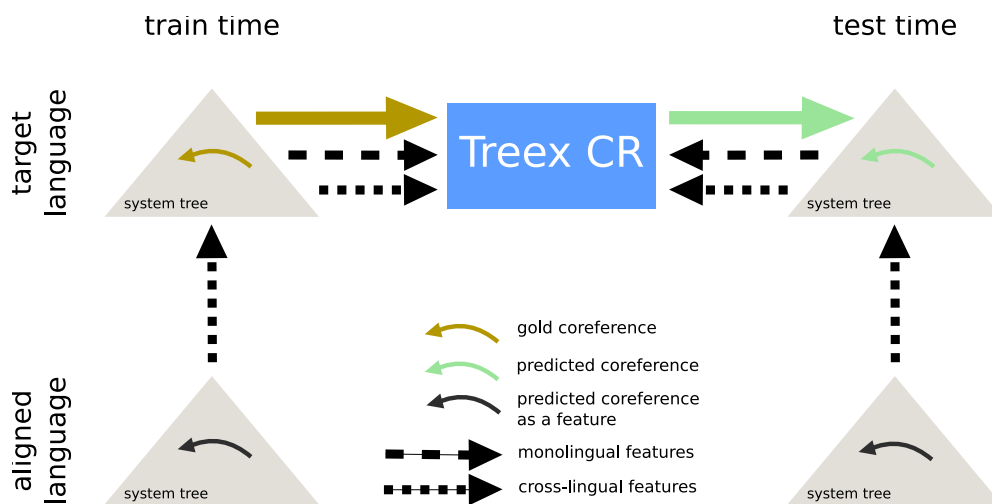 train time
test time
target
language
Treex CR
system tree
system tree
gold coreference
predicted coreference
predicted coreference
as a feature
monolingual features
cross-lingual features
aligned
language
system tree
system tree